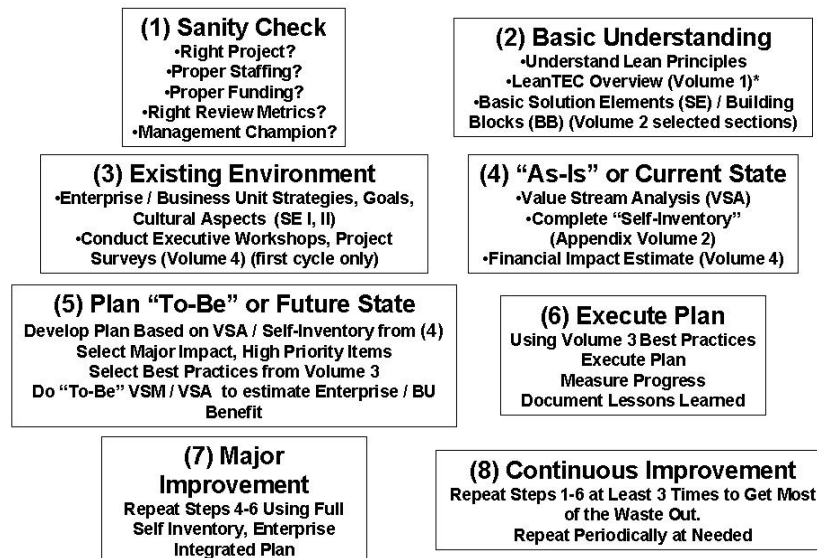 (1) Sanity Check
•Right Project?
•Proper Staffing?
•Proper Funding?
•Right Review Metrics?
•Management Champion?
(2) Basic Understanding
•Understand Lean Principles
•LeanTEC Overview (Volume 1)*
•Basic Solution Elements (SE) / Building
Blocks (BB) (Volume 2 selected sections)
(3) Existing Environment
•Enterprise / Business Unit Strategies, Goals,
Cultural Aspects (SE I, II)
•Conduct Executive Workshops, Project
Surveys (Volume 4) (first cycle only)
(4) “As-Is” or Current State
•Value Stream Analysis (VSA)
•Complete “Self-Inventory”
(Appendix Volume 2)
•Financial Impact Estimate (Volume 4)
(5) Plan “To-Be” or Future State
Develop Plan Based on VSA / Self-Inventory from (4)
Select Major Impact, High Priority Items
Select Best Practices from Volume 3
Do “To-Be” VSM / VSA to estimate Enterprise / BU
Benefit
(6) Execute Plan
Using Volume 3 Best Practices
Execute Plan
Measure Progress
Document Lessons Learned
(7) Major
Improvement
Repeat Steps 4-6 Using Full
Self Inventory, Enterprise
Integrated Plan
(8) Continuous Improvement
Repeat Steps 1-6 at Least 3 Times to Get Most
of the Waste Out.
Repeat Periodically at Needed